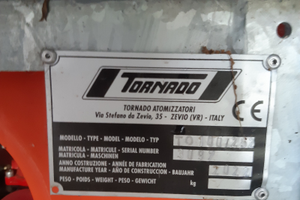 TORNADO
TORNADO ATOMIZZATORI
Via Stefano da Zevio, 35 - ZEVIO (VR) - ITALY
CE
MODELLO - TYPE - MODEL - MODELO - TYP
MATRICOLA - MATRICULE - SERIAL NUMBER
MATRICULA - MASCHINEN
ANNO COSTRUZIONE - ANNÉE DE FABRICATION
MANUFACTURE YEAR - AÑO DE CONSTRUCCION - BAUJAHR
PESO - POIDS - WEIGHT - PESO - GEWICHT
kg